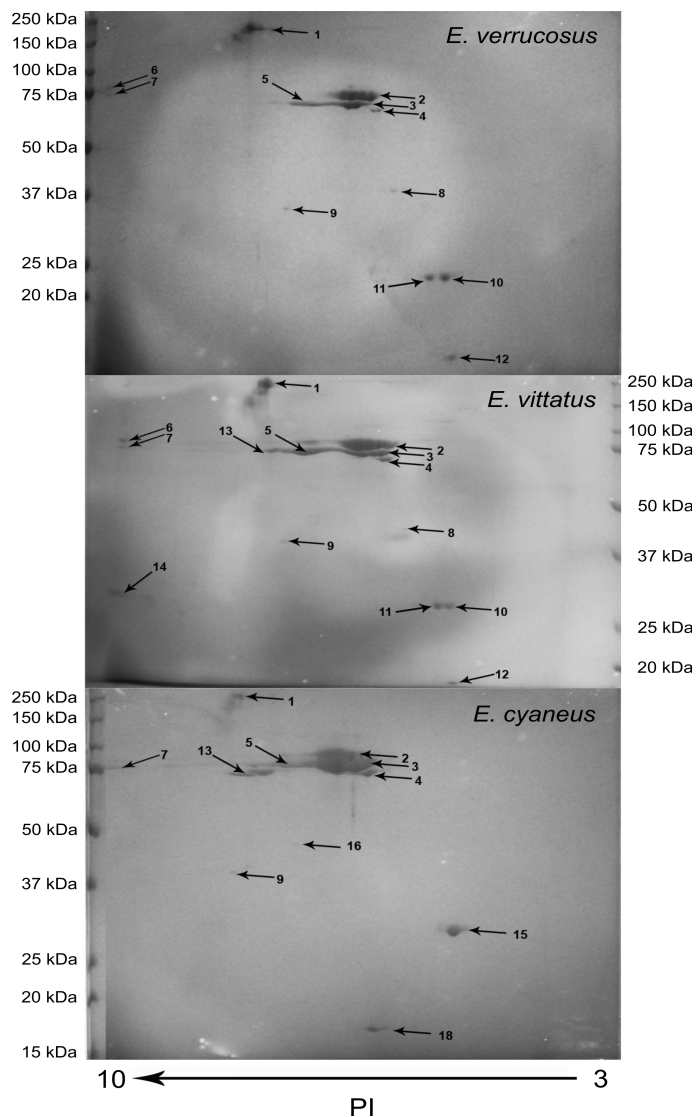 250 kDa
150 kDa
100 kDa
75 kDa
50 kDa
37 kDa
25 kDa
20 kDa
E. verrucosus
1
6
7
5
2
3
4
8
9
11
10
12
E. vittatus
250 kDa
150 kDa
100 kDa
75 kDa
50 kDa
37 kDa
25 kDa
20 kDa
1
6
7
13
5
2
3
4
8
9
14
11
10
12
250 kDa
150 kDa
100 kDa
75 kDa
50 kDa
37 kDa
25 kDa
20 kDa
15 kDa
E. cyaneus
1
7
13
5
2
3
4
16
9
15
18
10
3
PI